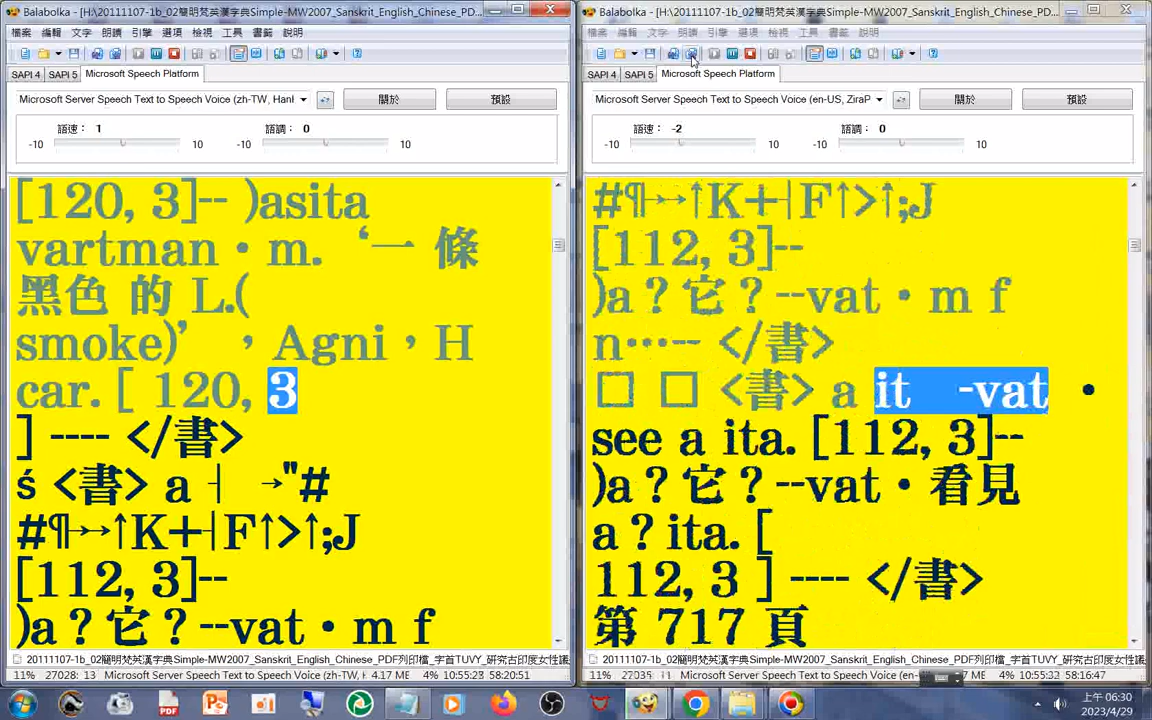 Balabolka - [H:\20111107-1b_02簡明梵英漢字典Simple-MW2007_Sanskrit_English_Chinese_PD...
檔案 編輯 文字 朗讀 引擎 選項 檢視 工具 書籤 說明
SAPI 4 SAPI 5 Microsoft Speech Platform
Microsoft Server Speech Text to Speech Voice (zh-TW, Hanl
關於 預設
語速： 1 語調： 0
-10 10 -10 10
[120, 3]-- )asita
vartman · m. ‘一 條
黑色 的 L.(
smoke)’ ，Agni，H
car. [ 120, 3
] ---- </書>
ś <書> a ┤ →"#
#¶↦→↑K+┤F↑>↑;J
[112, 3]--
)a？它？--vat · m f
20111107-1b_02簡明梵英漢字典Simple-MW2007_Sanskrit_English_Chinese_PDF列印檔_字首TUVY_研究古印度女性議
11% 27028: 13 Microsoft Server Speech Text to Speech Voice (zh-TW, H 4.17 ME 4% 10:55:23 58:20:51
Balabolka - [H:\20111107-1b_02簡明梵英漢字典Simple-MW2007_Sanskrit_English_Chinese_PD...
檔案 編輯 文字 朗讀 引擎 選項 檢視 工具 書籤 說明
SAPI 4 SAPI 5 Microsoft Speech Platform
Microsoft Server Speech Text to Speech Voice (en-US, ZiraP
關於 預設
語速： -2 語調： 0
-10 10 -10 10
#¶↦→↑K+┤F↑>↑;J
[112, 3]--
)a？它？--vat · m f
n…-- </書>
□ □ <書> a it -vat ·
see a ita. [112, 3]--
)a？它？--vat · 看見
a？ita. [
112, 3 ] ---- </書>
第 717 頁
20111107-1b_02簡明梵英漢字典Simple-MW2007_Sanskrit_English_Chinese_PDF列印檔_字首TUVY_研究古印度女性議
11% 27035 11 Microsoft Server Speech Text to Speech Voice (en- 4.17 ME 4% 10:55:32 58:16:47
上午 06:30
2023/4/29